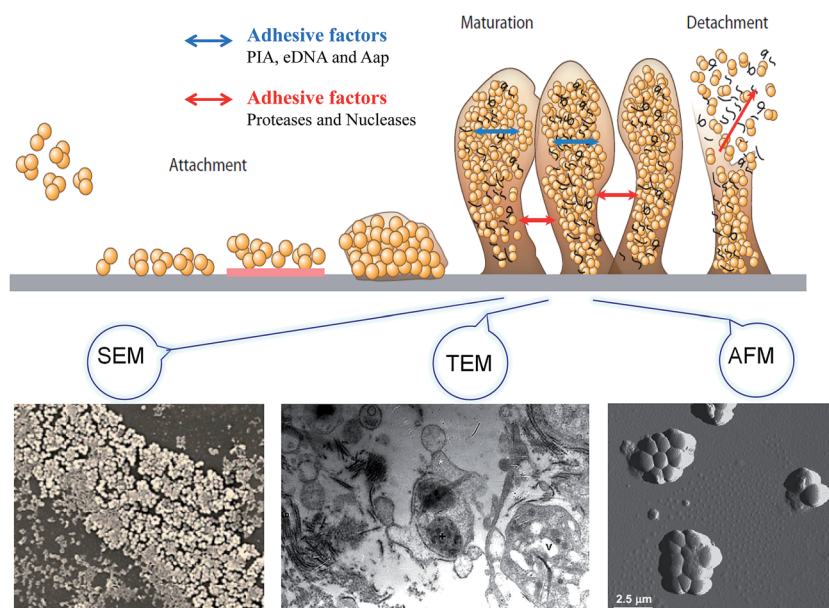 Adhesive factors
PIA, eDNA and Aap
Adhesive factors
Proteases and Nucleases
Attachment
Maturation
Detachment
SEM
TEM
AFM
+
v
2.5 µm